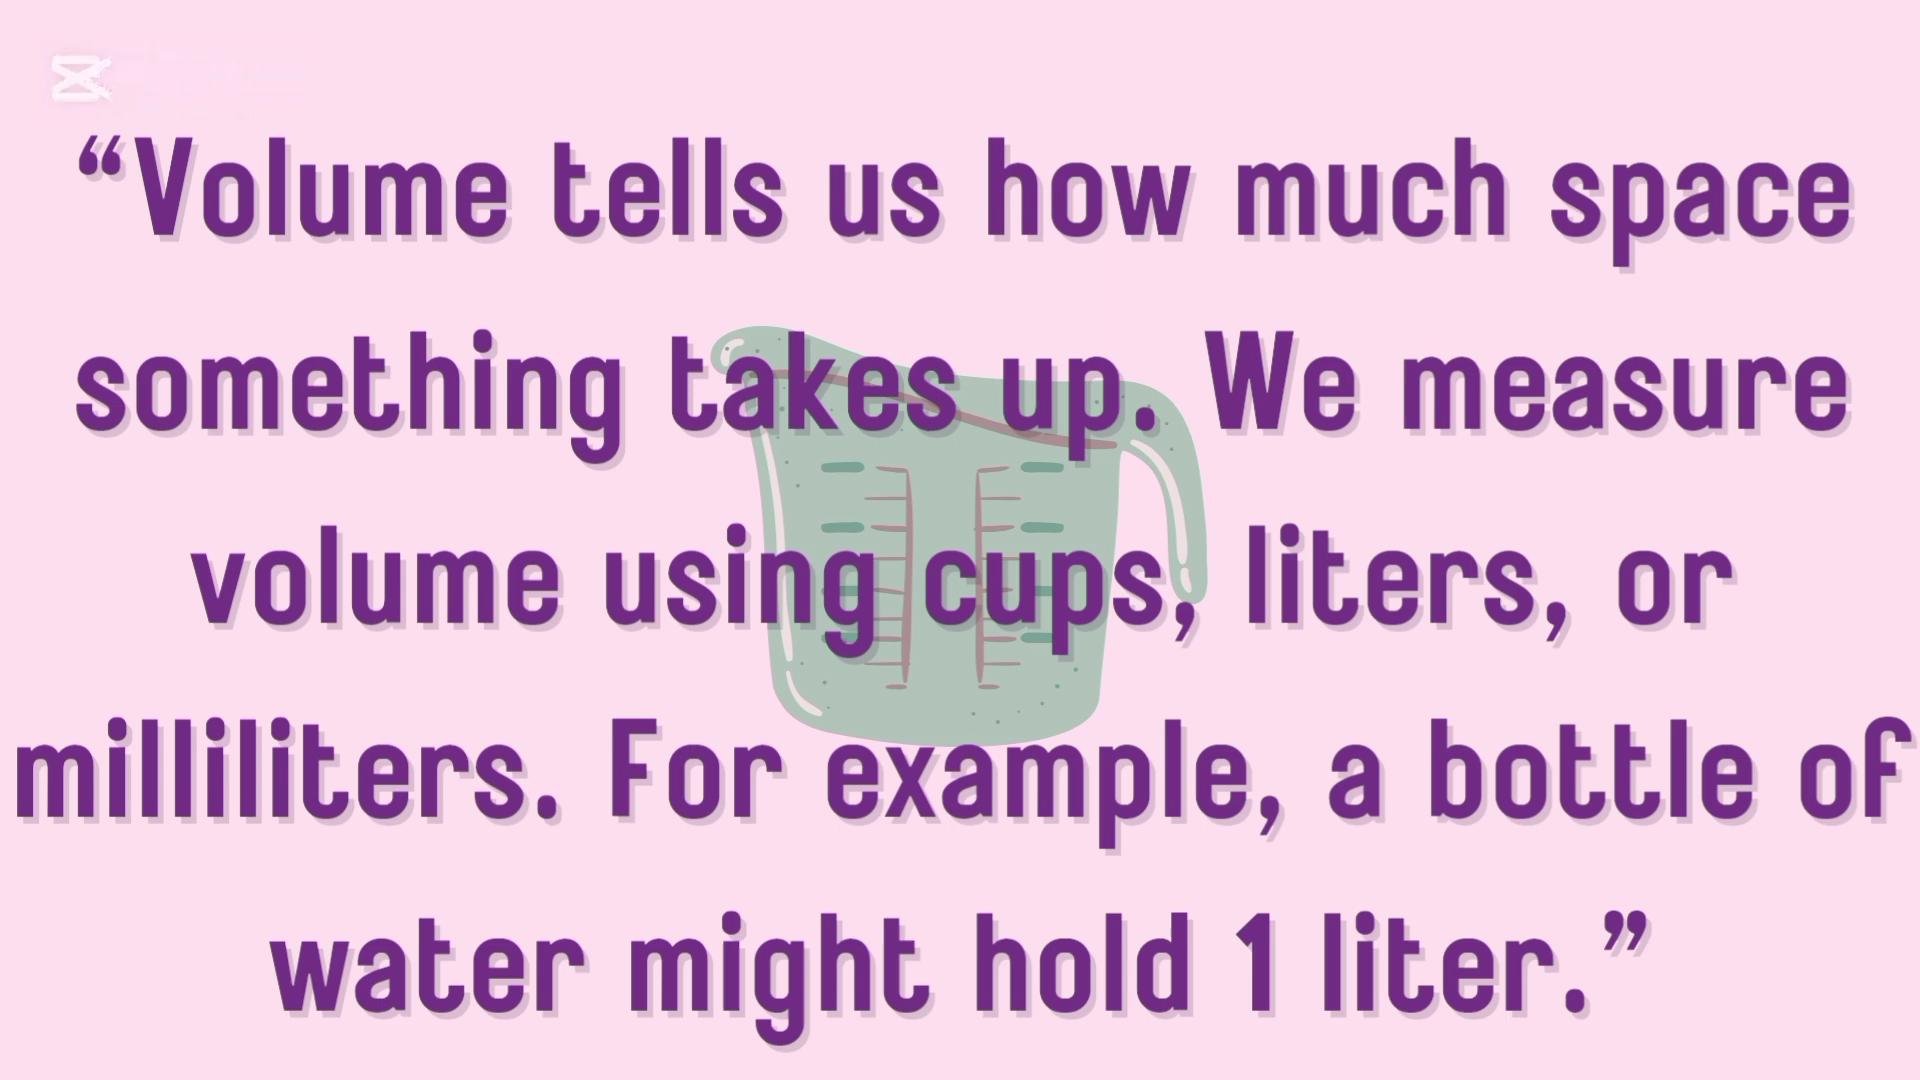 “Volume tells us how much space
something takes up. We measure
volume using cups, liters, or
milliliters. For example, a bottle of
water might hold 1 liter.”